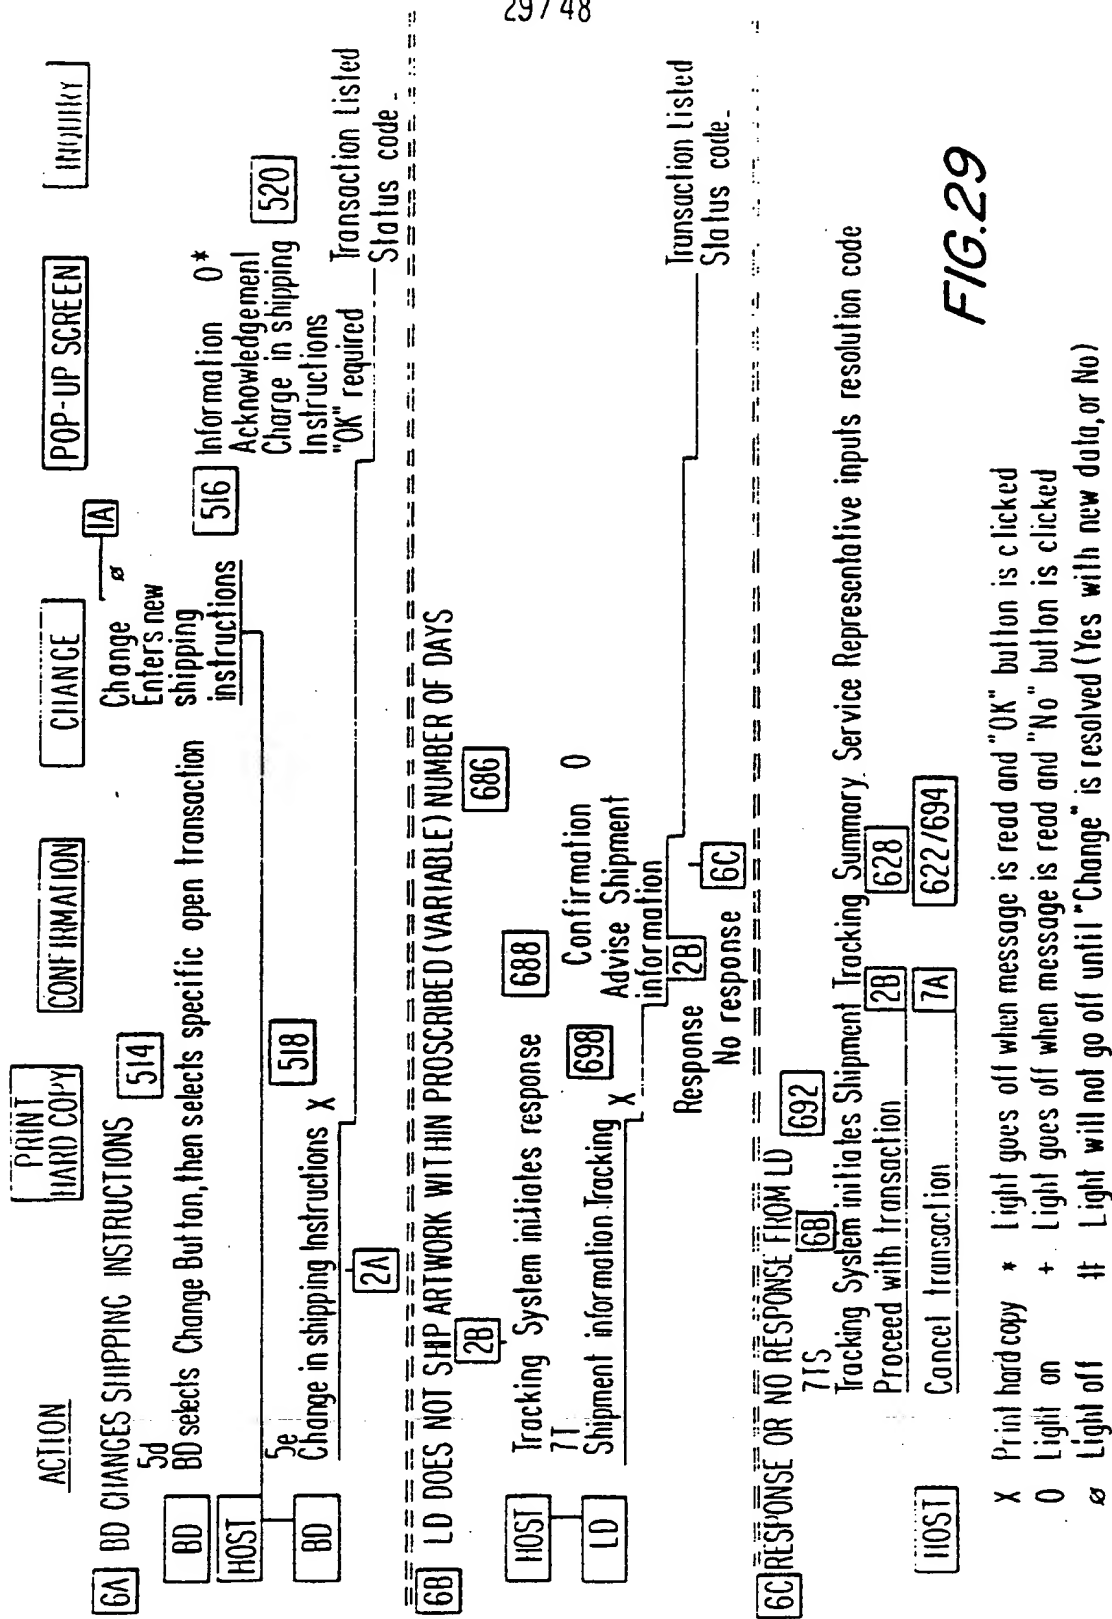 29 / 48
ACTION
PRINT
HARD COPY
CONFIRMATION
CHANGE
POP-UP SCREEN
INQUIRY
6A BD CHANGES SHIPPING INSTRUCTIONS
514
1A
5d
BD selects Change Button, then selects specific open transaction
Change ø
Enters new
shipping
instructions
516
Information O*
Acknowledgement
Charge in shipping
Instructions
"OK" required
520
BD
HOST
BD
5e
Change in shipping Instructions X
518
2A
Transaction Listed
Status code -
6B LD DOES NOT SHIP ARTWORK WITHIN PROSCRIBED (VARIABLE) NUMBER OF DAYS
2B
686
Tracking System initiates response
688
7T
Shipment information Tracking X
698
Confirmation O
Advise Shipment
information
HOST
LD
Response 2B
No response 6C
Transaction Listed
Status code -
6C RESPONSE OR NO RESPONSE FROM LD
692
7TS 6B
Tracking System initiates Shipment Tracking Summary. Service Representative inputs resolution code
Proceed with transaction 2B 628
Cancel transaction 7A 622/694
HOST
X Print hard copy * Light goes off when message is read and "OK" button is clicked
O Light on + Light goes off when message is read and "No" button is clicked
ø Light off # Light will not go off until "Change" is resolved (Yes with new data, or No)
FIG.29